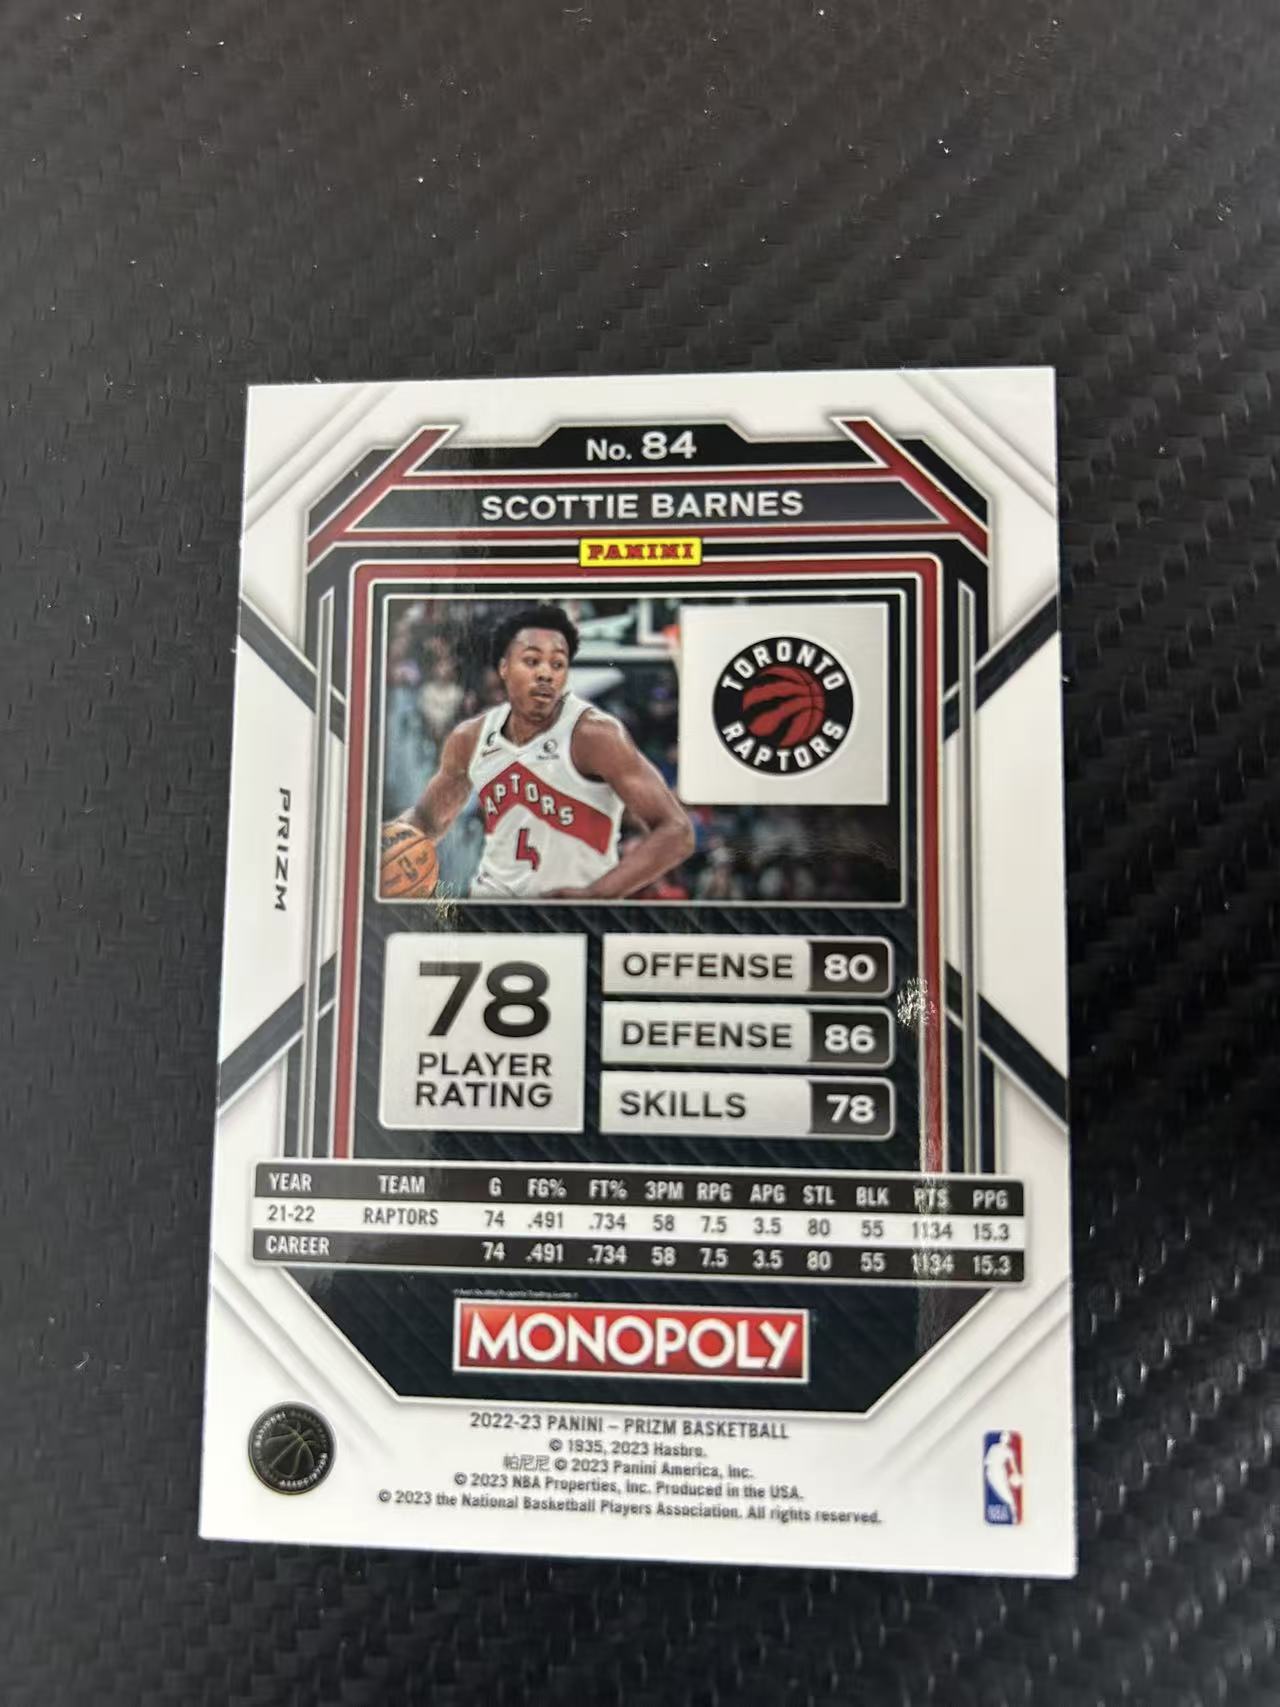 No. 84
SCOTTIE BARNES
PANINI
TORONTO
RAPTORS
RAPTORS
4
PRIZM
78
PLAYER
RATING
OFFENSE 80
DEFENSE 86
SKILLS 78
YEAR TEAM G FG% FT% 3PM RPG APG STL BLK PTS PPG
21-22 RAPTORS 74 .491 .734 58 7.5 3.5 80 55 1134 15.3
CAREER 74 .491 .734 58 7.5 3.5 80 55 1134 15.3
MONOPOLY
2022-23 PANINI – PRIZM BASKETBALL
© 1935, 2023 Hasbro.
帕尼尼 © 2023 Panini America, Inc.
© 2023 NBA Properties, Inc. Produced in the USA.
© 2023 the National Basketball Players Association. All rights reserved.
NBA